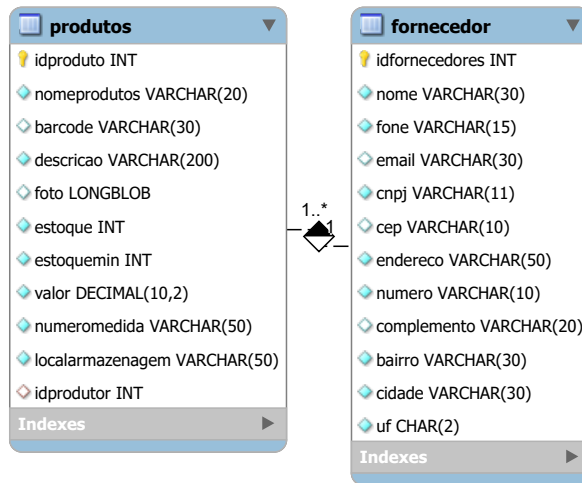 produtos
idproduto INT
nomeprodutos VARCHAR(20)
barcode VARCHAR(30)
descricao VARCHAR(200)
foto LONGBLOB
estoque INT
estoquemin INT
valor DECIMAL(10,2)
numeromedida VARCHAR(50)
localarmazenagem VARCHAR(50)
idprodutor INT
Indexes
1..*
1
fornecedor
idfornecedores INT
nome VARCHAR(30)
fone VARCHAR(15)
email VARCHAR(30)
cnpj VARCHAR(11)
cep VARCHAR(10)
endereco VARCHAR(50)
numero VARCHAR(10)
complemento VARCHAR(20)
bairro VARCHAR(30)
cidade VARCHAR(30)
uf CHAR(2)
Indexes